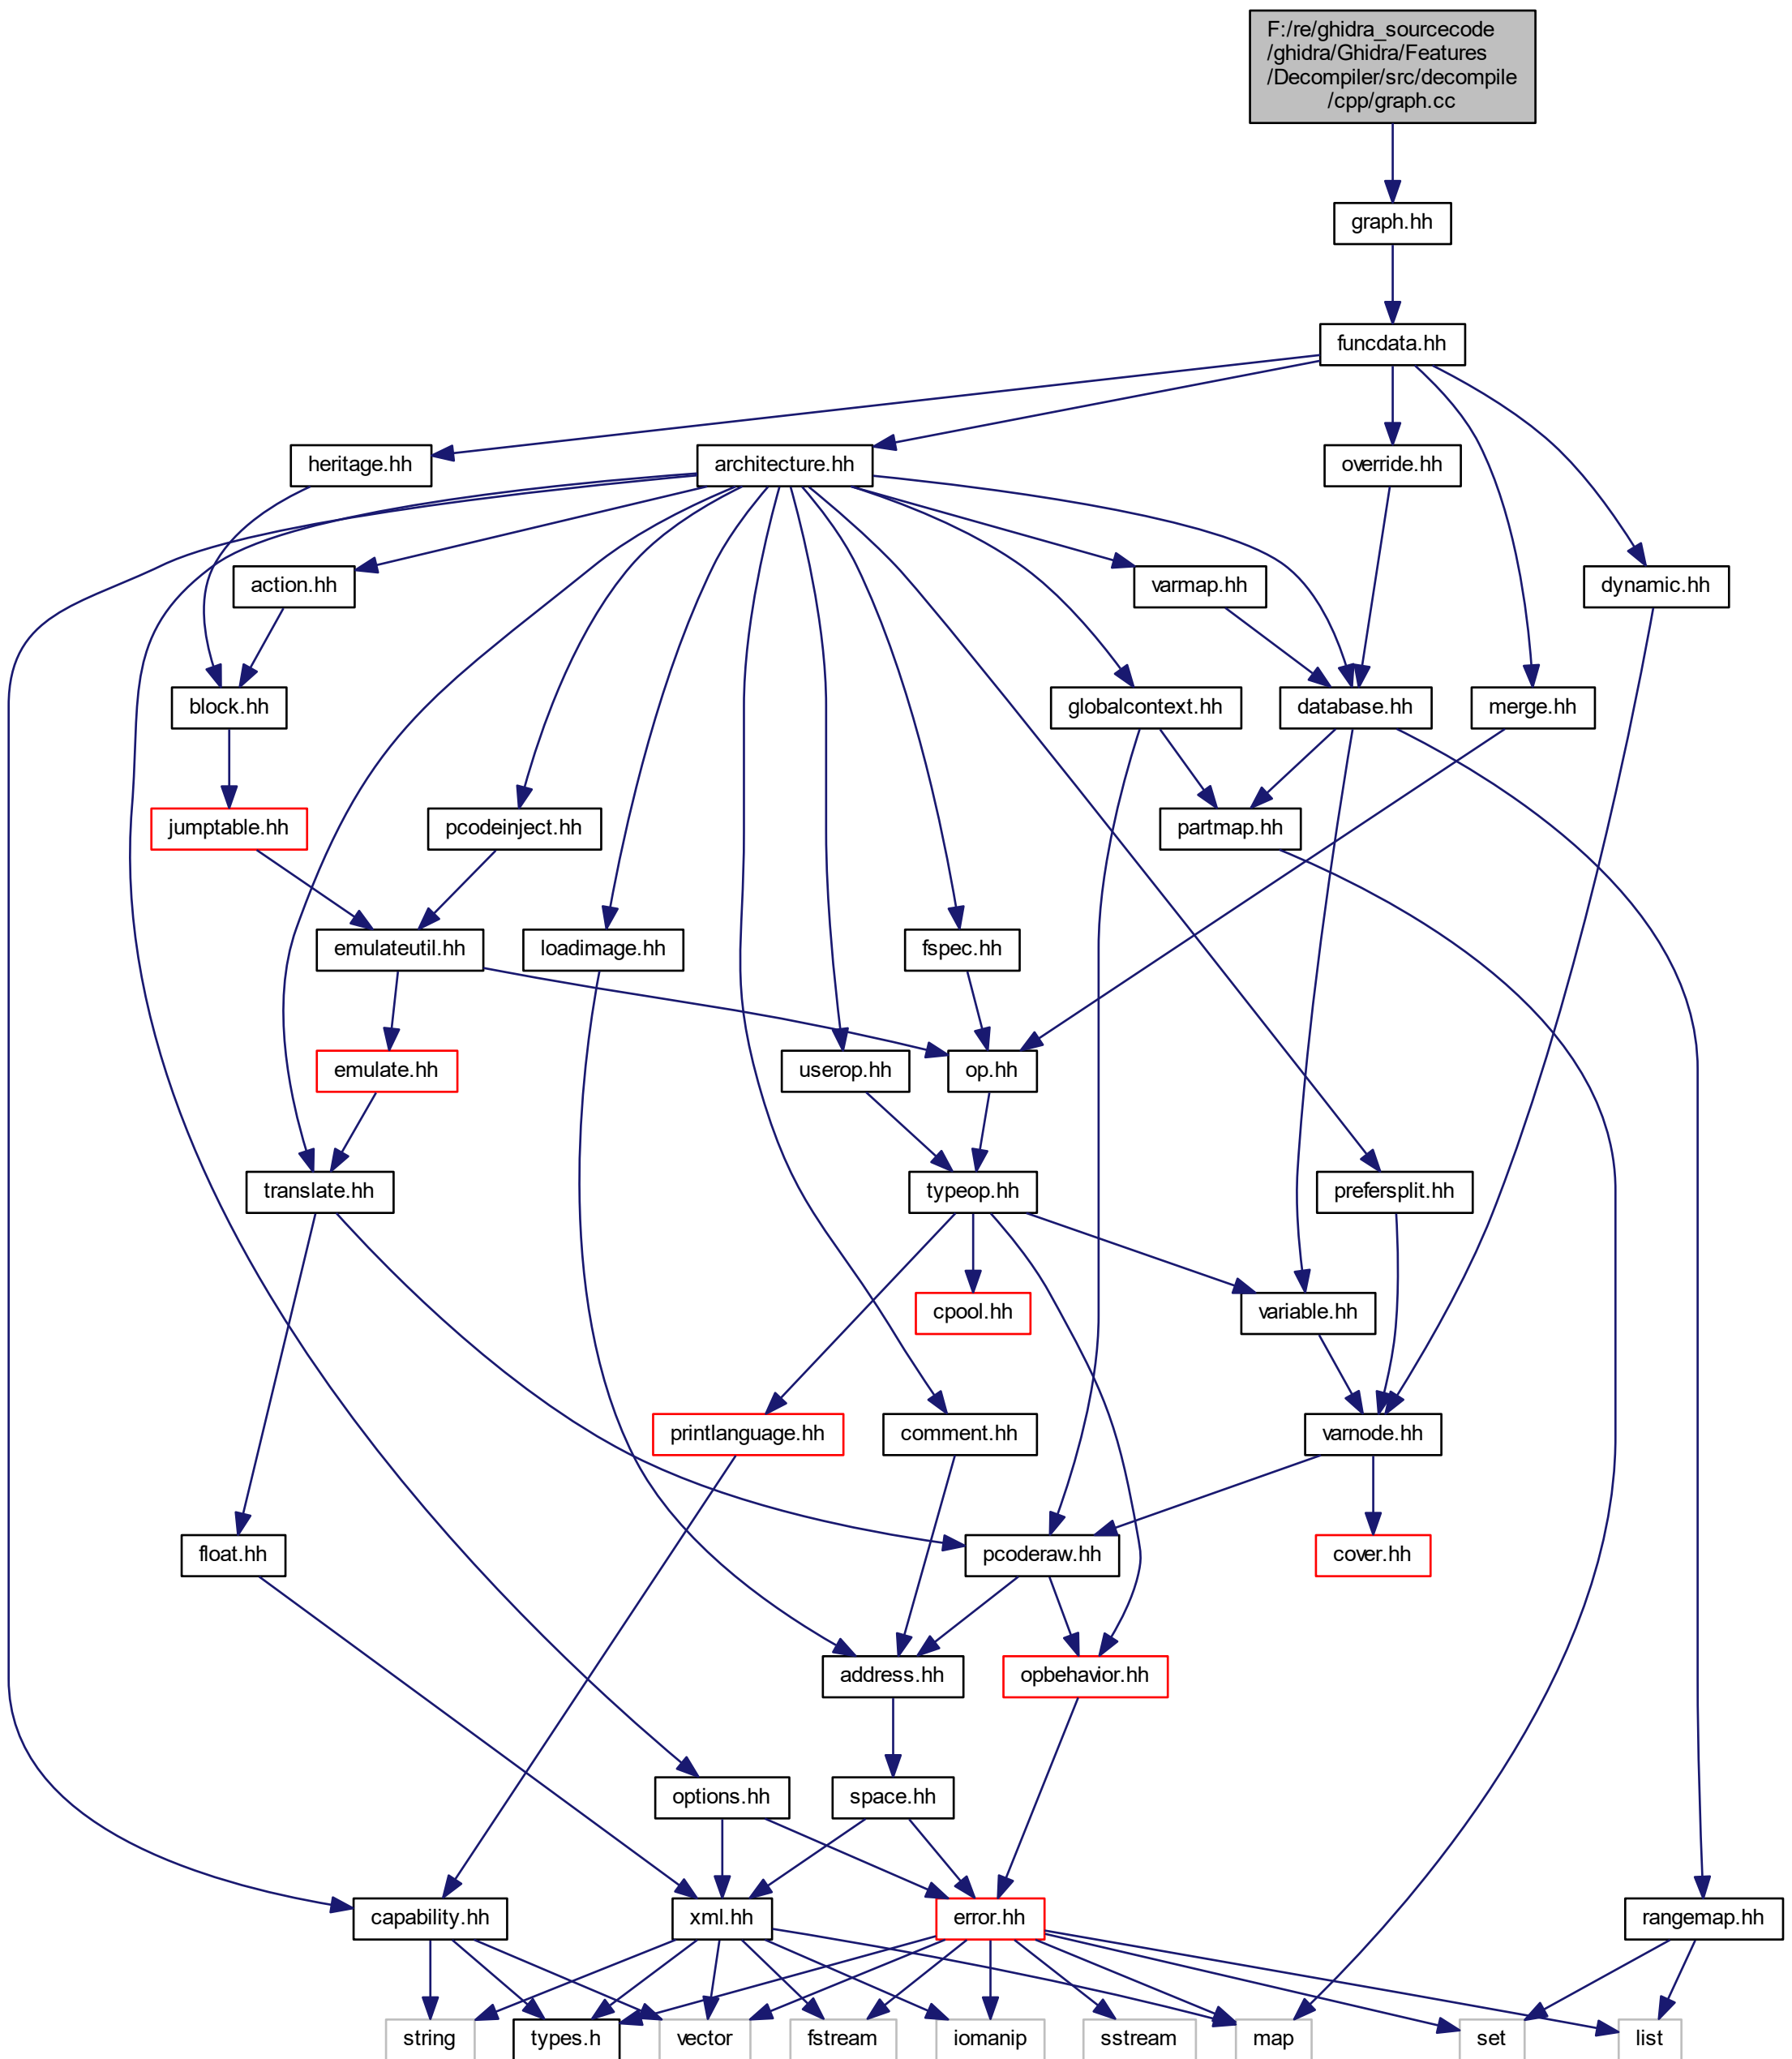 F:/re/ghidra_sourcecode
/ghidra/Ghidra/Features
/Decompiler/src/decompile
/cpp/graph.cc
graph.hh
funcdata.hh
heritage.hh
architecture.hh
override.hh
action.hh
varmap.hh
dynamic.hh
block.hh
globalcontext.hh
database.hh
merge.hh
jumptable.hh
pcodeinject.hh
partmap.hh
emulateutil.hh
loadimage.hh
fspec.hh
emulate.hh
userop.hh
op.hh
translate.hh
typeop.hh
prefersplit.hh
cpool.hh
variable.hh
printlanguage.hh
comment.hh
varnode.hh
float.hh
pcoderaw.hh
cover.hh
address.hh
opbehavior.hh
options.hh
space.hh
capability.hh
xml.hh
error.hh
rangemap.hh
string
types.h
vector
fstream
iomanip
sstream
map
set
list